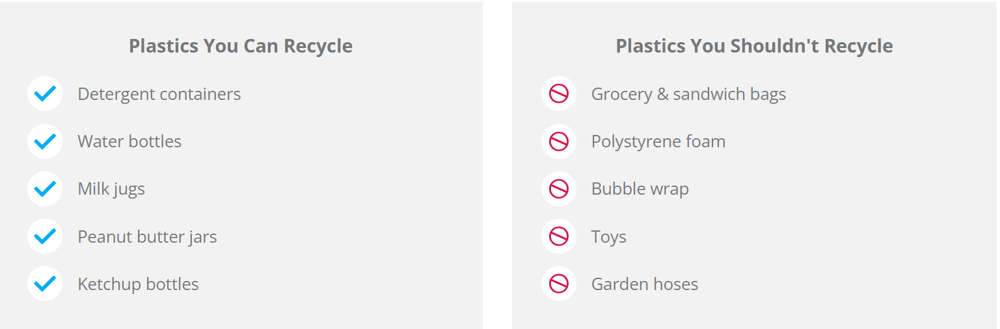 Plastics You Can Recycle
Detergent containers
Water bottles
Milk jugs
Peanut butter jars
Ketchup bottles
Plastics You Shouldn't Recycle
Grocery & sandwich bags
Polystyrene foam
Bubble wrap
Toys
Garden hoses